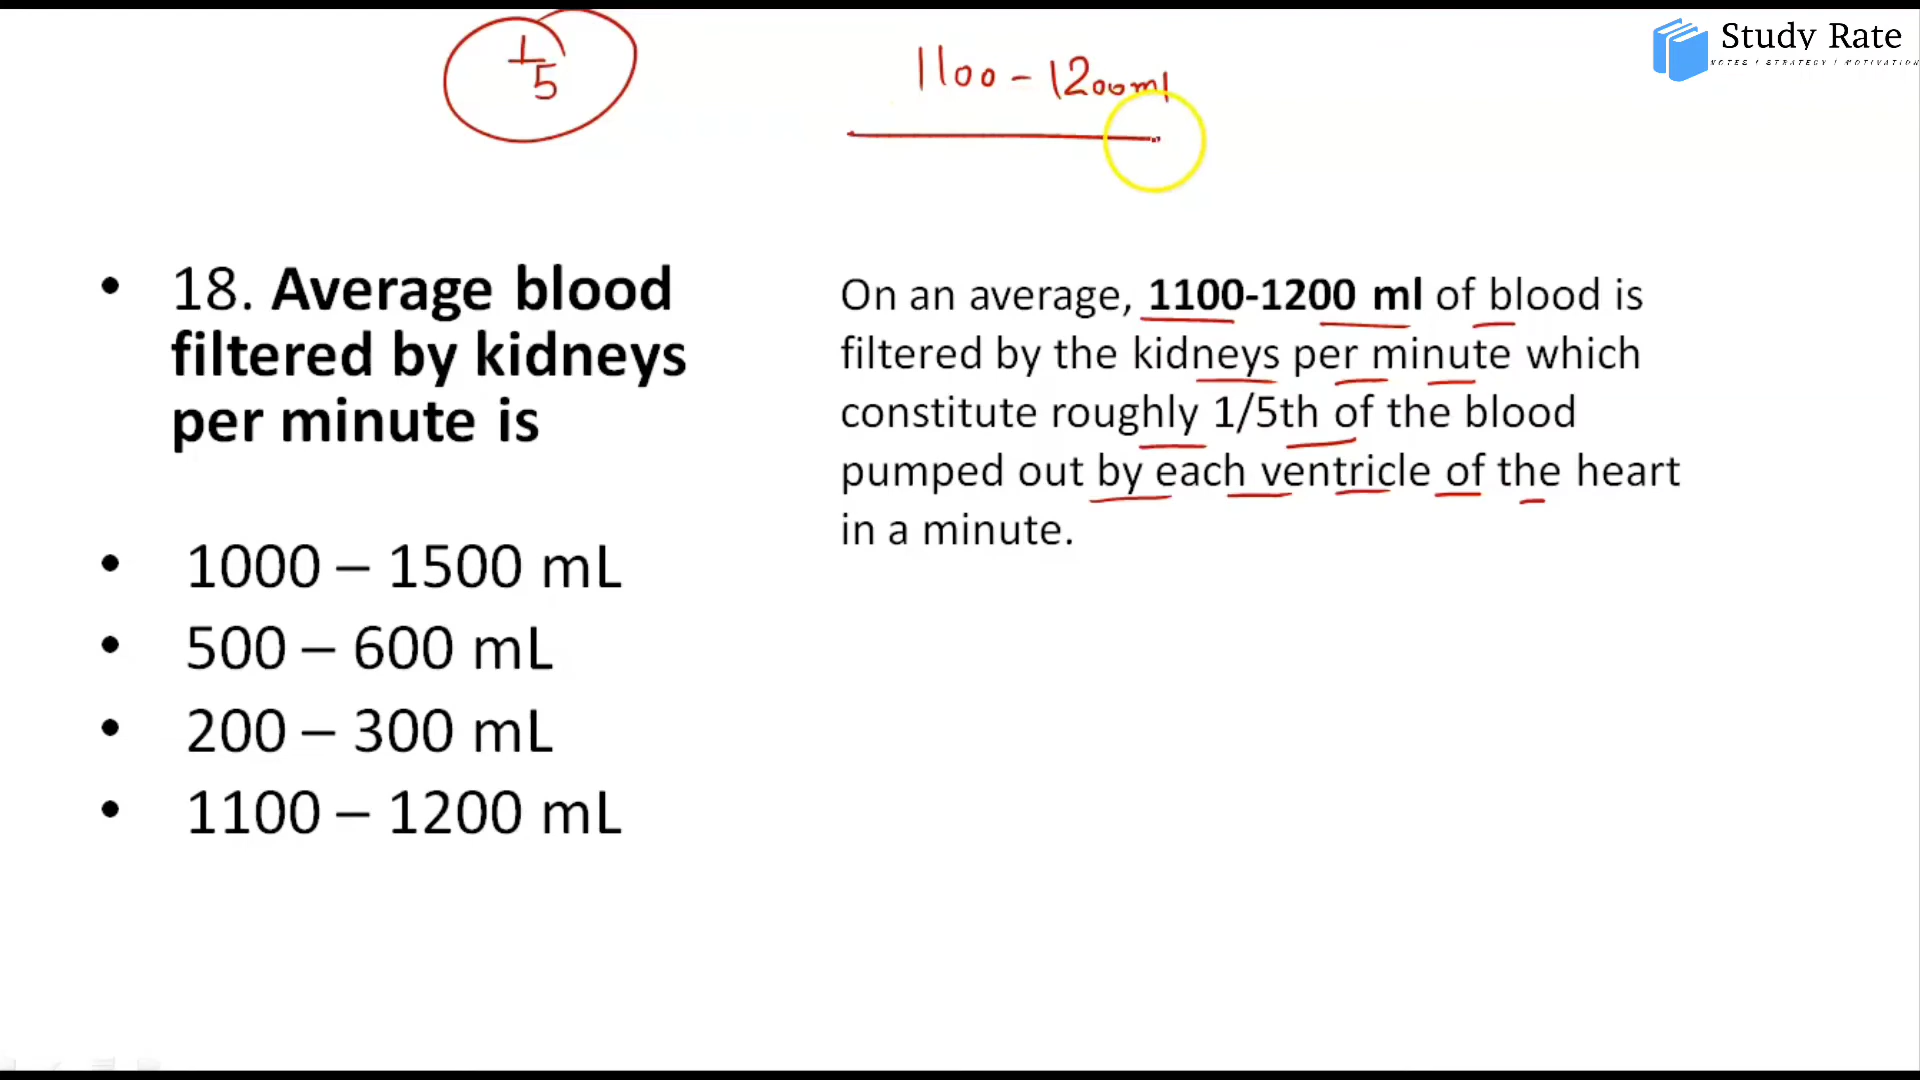 1
5
1100 - 1200ml
Study Rate
NOTES / STRATEGY / MOTIVATION
• 18. Average blood
filtered by kidneys
per minute is
• 1000 – 1500 mL
• 500 – 600 mL
• 200 – 300 mL
• 1100 – 1200 mL
On an average, 1100-1200 ml of blood is
filtered by the kidneys per minute which
constitute roughly 1/5th of the blood
pumped out by each ventricle of the heart
in a minute.